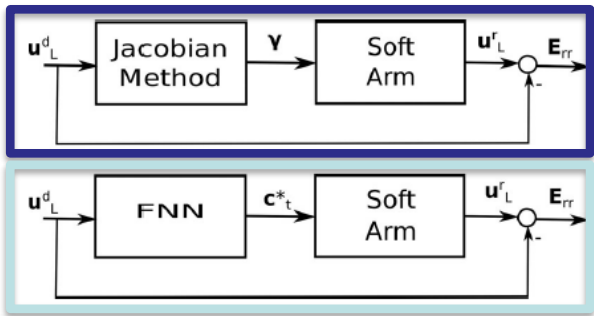 u^d_L
Jacobian
Method
γ
Soft
Arm
u^r_L
E_rr
-
u^d_L
FNN
c*_t
Soft
Arm
u^r_L
E_rr
-